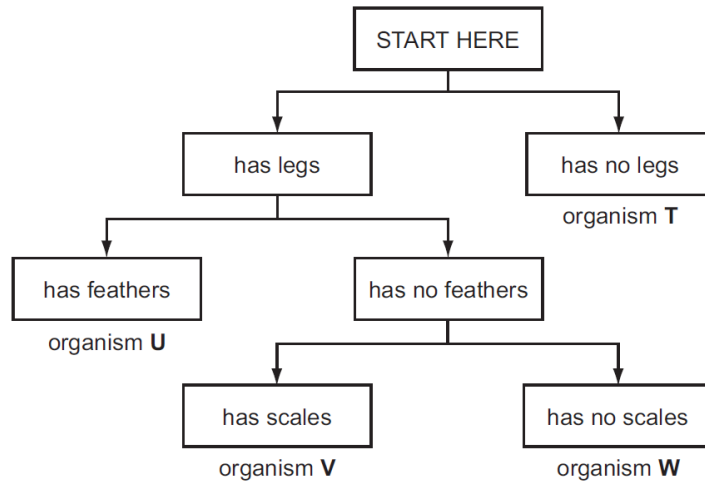 START HERE
has legs
has no legs
organism T
has feathers
has no feathers
organism U
has scales
has no scales
organism V
organism W